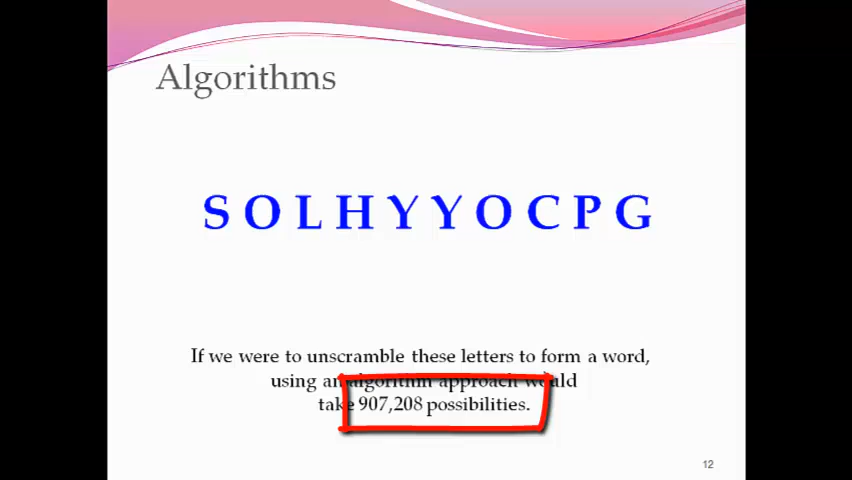 Algorithms
S O L H Y Y O C P G
If we were to unscramble these letters to form a word,
using an algorithm approach would
take 907,208 possibilities.
12